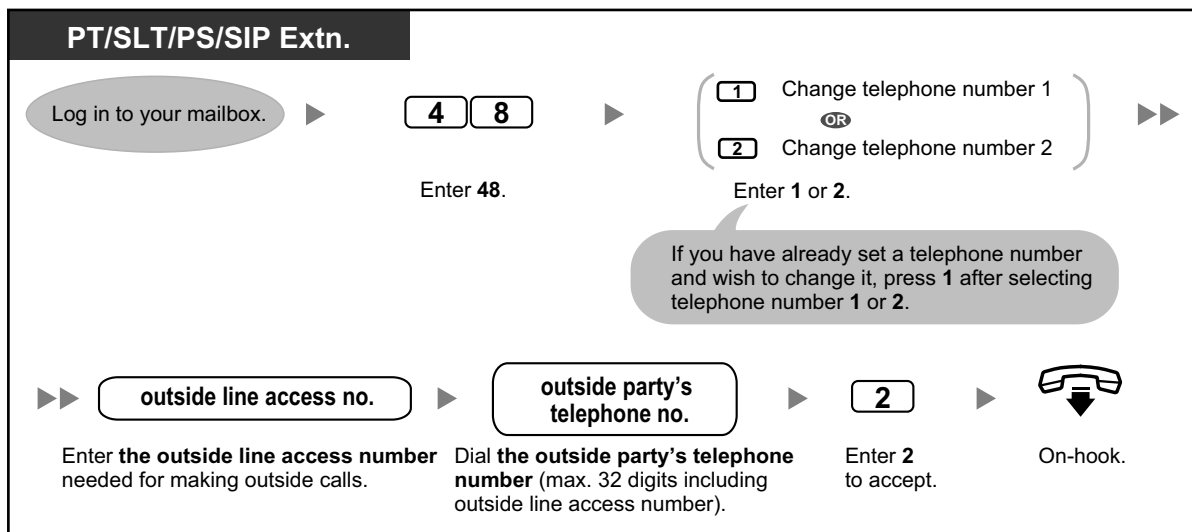 PT/SLT/PS/SIP Extn.
Log in to your mailbox.
4 8
Enter 48.
1 Change telephone number 1
OR
2 Change telephone number 2
Enter 1 or 2.
If you have already set a telephone number
and wish to change it, press 1 after selecting
telephone number 1 or 2.
outside line access no.
Enter the outside line access number
needed for making outside calls.
outside party's
telephone no.
Dial the outside party's telephone
number (max. 32 digits including
outside line access number).
2
Enter 2
to accept.
On-hook.